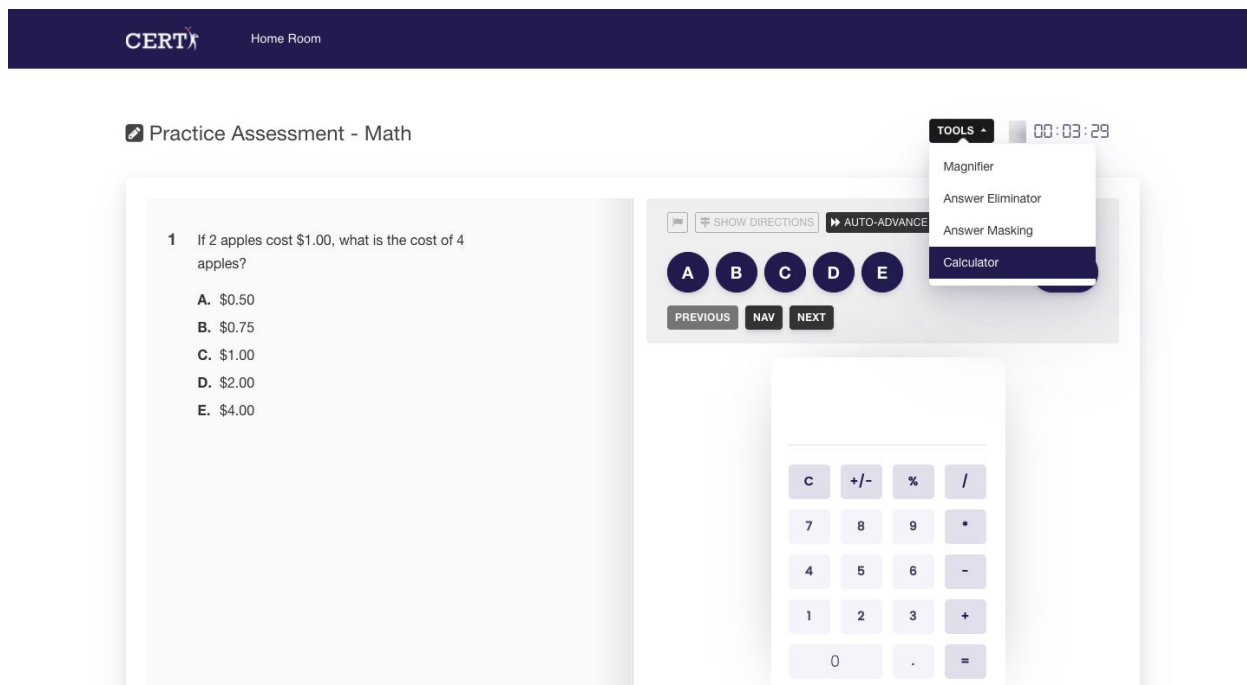 CERT
Home Room
Practice Assessment - Math
TOOLS
00:03:29
Magnifier
Answer Eliminator
Answer Masking
Calculator
1 If 2 apples cost $1.00, what is the cost of 4
apples?
A. $0.50
B. $0.75
C. $1.00
D. $2.00
E. $4.00
SHOW DIRECTIONS AUTO-ADVANCE
A B C D E
PREVIOUS NAV NEXT
C +/- % /
7 8 9 *
4 5 6 -
1 2 3 +
0 . =